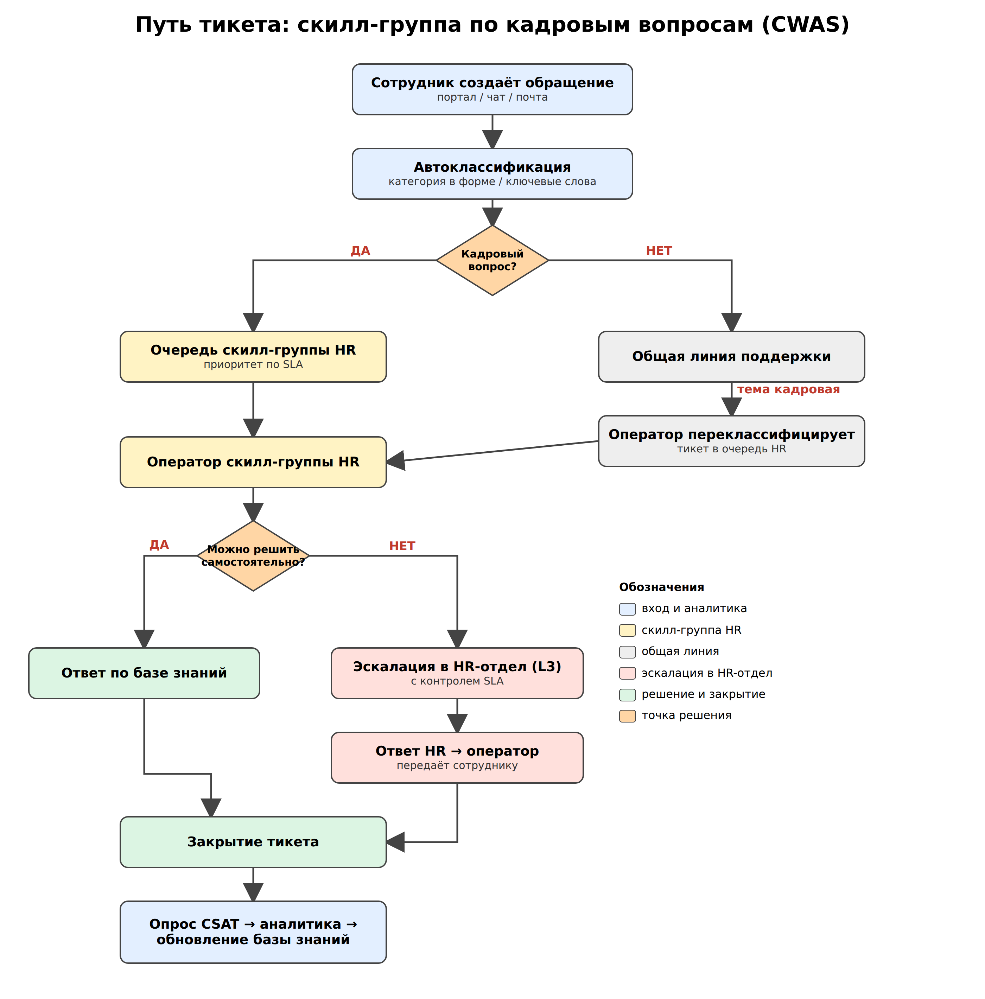 Путь тикета: скилл-группа по кадровым вопросам (CWAS)
Сотрудник создаёт обращение
портал / чат / почта
Автоклассификация
категория в форме / ключевые слова
Кадровый
вопрос?
ДА
НЕТ
Очередь скилл-группы HR
приоритет по SLA
Общая линия поддержки
тема кадровая
Оператор переклассифицирует
тикет в очередь HR
Оператор скилл-группы HR
Можно решить
самостоятельно?
ДА
НЕТ
Обозначения
вход и аналитика
скилл-группа HR
общая линия
эскалация в HR-отдел
решение и закрытие
точка решения
Ответ по базе знаний
Эскалация в HR-отдел (L3)
с контролем SLA
Ответ HR → оператор
передаёт сотруднику
Закрытие тикета
Опрос CSAT → аналитика →
обновление базы знаний